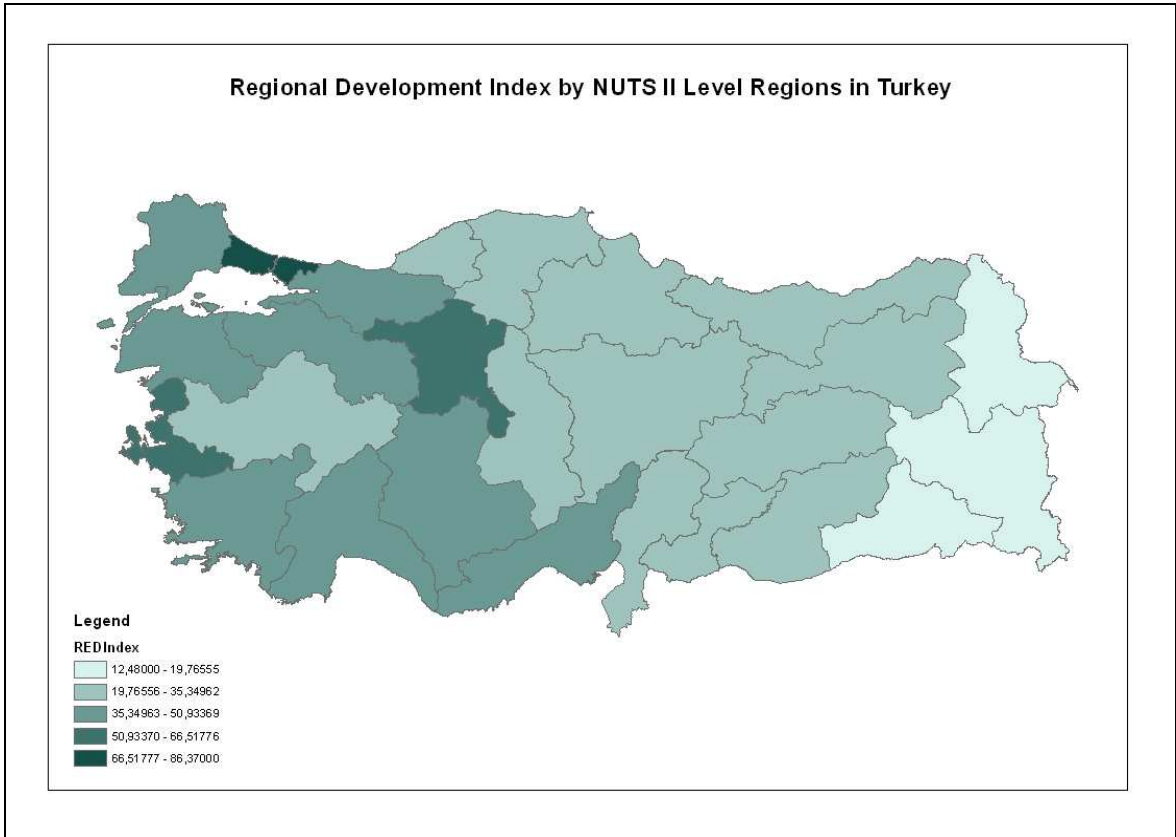 Regional Development Index by NUTS II Level Regions in Turkey
Legend
REDIndex
12,48000 - 19,76555
19,76556 - 35,34962
35,34963 - 50,93369
50,93370 - 66,51776
66,51777 - 86,37000